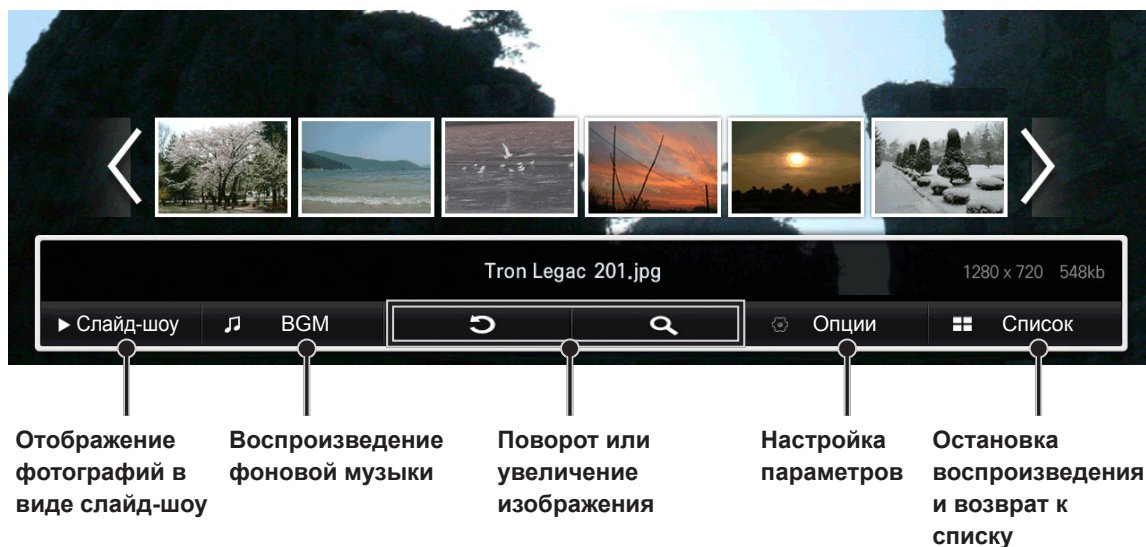 Tron Legac 201.jpg
1280 x 720 548kb
Слайд-шоу BGM Опции Список
Отображение
фотографий в
виде слайд-шоу
Воспроизведение
фоновой музыки
Поворот или
увеличение
изображения
Настройка
параметров
Остановка
воспроизведения
и возврат к
списку